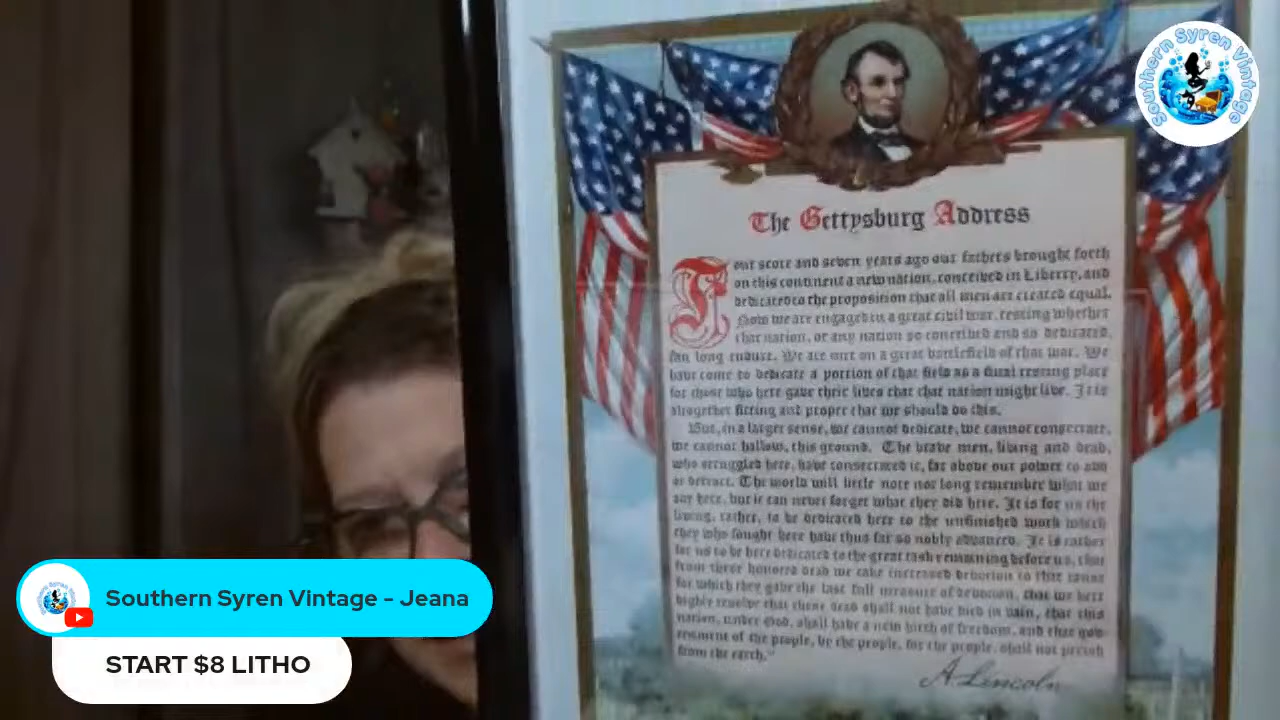 Southern Syren Vintage
The Gettysburg Address
Four score and seven years ago our fathers brought forth
on this continent a new nation, conceived in Liberty, and
dedicated to the proposition that all men are created equal.
Now we are engaged in a great civil war, testing whether
that nation, or any nation so conceived and so dedicated,
can long endure. We are met on a great battlefield of that war. We
have come to dedicate a portion of that field as a final resting place
for those who here gave their lives that that nation might live. It is
altogether fitting and proper that we should do this.
But, in a larger sense, we cannot dedicate, we cannot consecrate,
we cannot hallow, this ground. The brave men, living and dead,
who struggled here, have consecrated it, far above our power to add
or detract. The world will little note nor long remember what we
say here, but it can never forget what they did here. It is for us the
living, rather, to be dedicated here to the unfinished work which
they who fought here have thus far so nobly advanced. It is rather
for us to be here dedicated to the great task remaining before us, that
from these honored dead we take increased devotion to that cause
for which they gave the last full measure of devotion, that we here
highly resolve that these dead shall not have died in vain, that this
nation, under God, shall have a new birth of freedom, and that gov-
ernment of the people, by the people, for the people, shall not perish
from the earth."
A. Lincoln
Southern Syren Vintage - Jeana
START $8 LITHO